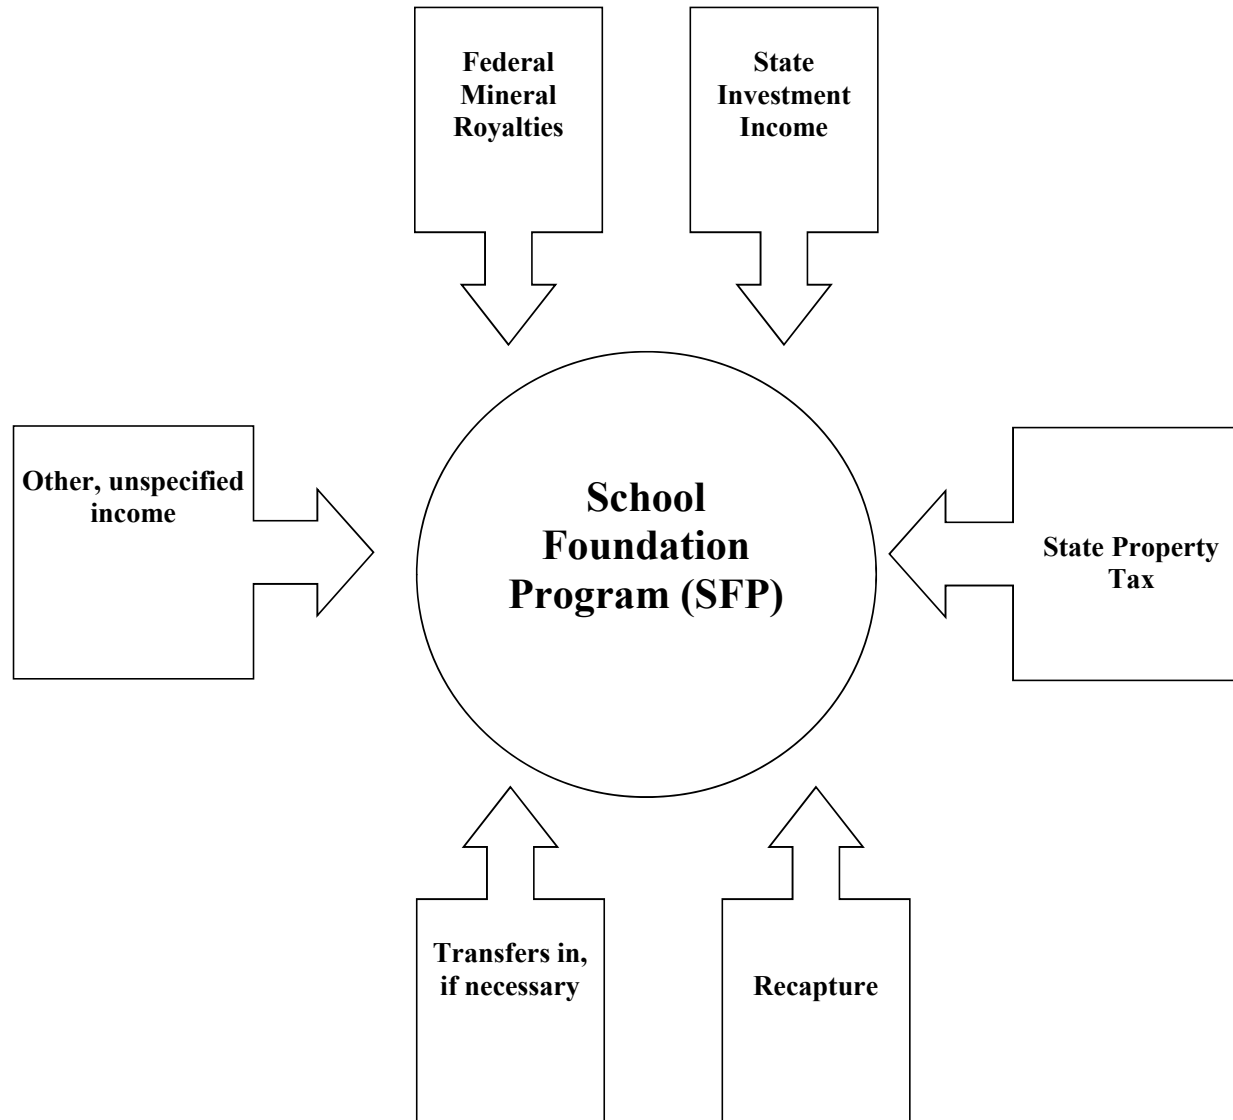 Federal
Mineral
Royalties
State
Investment
Income
Other, unspecified
income
School
Foundation
Program (SFP)
State Property
Tax
Transfers in,
if necessary
Recapture